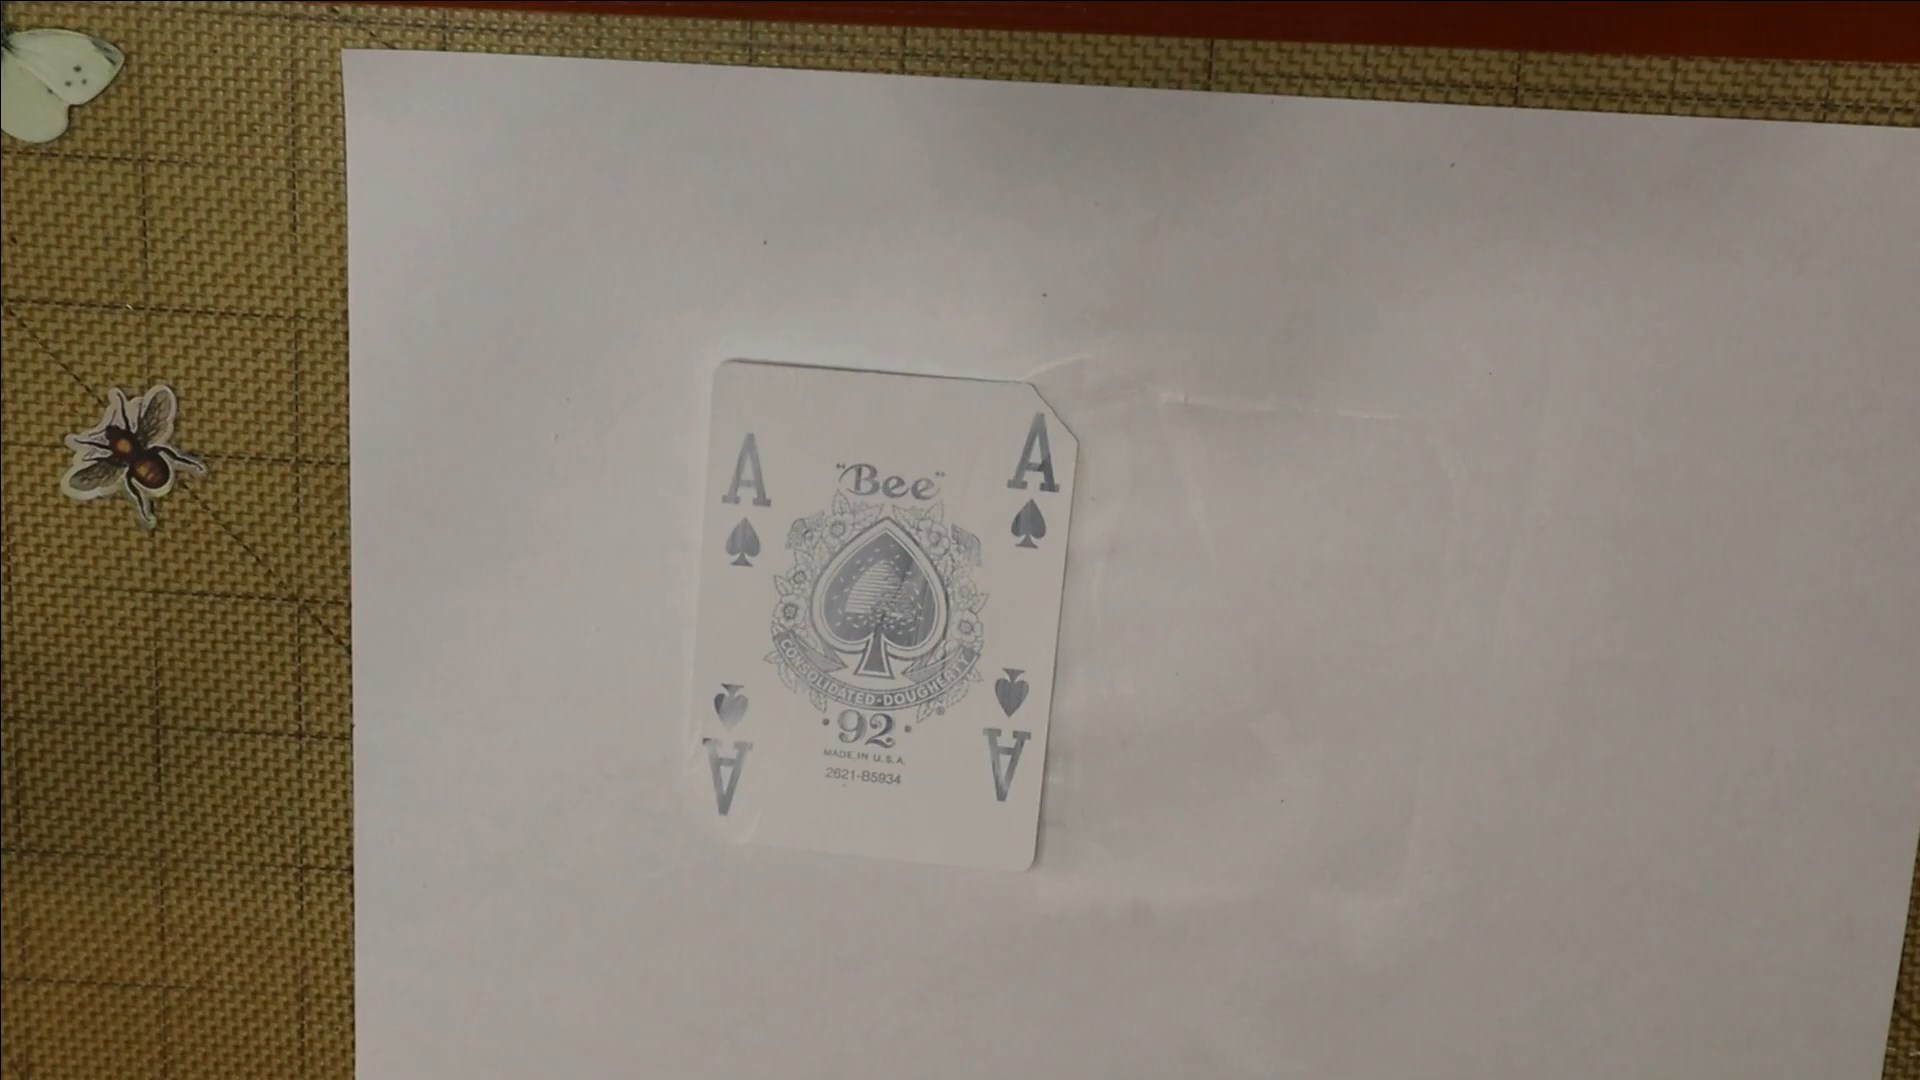 A A
"Bee"
CONSOLIDATED-DOUGHERTY
·92·
MADE IN U.S.A.
2621-B5934
A A